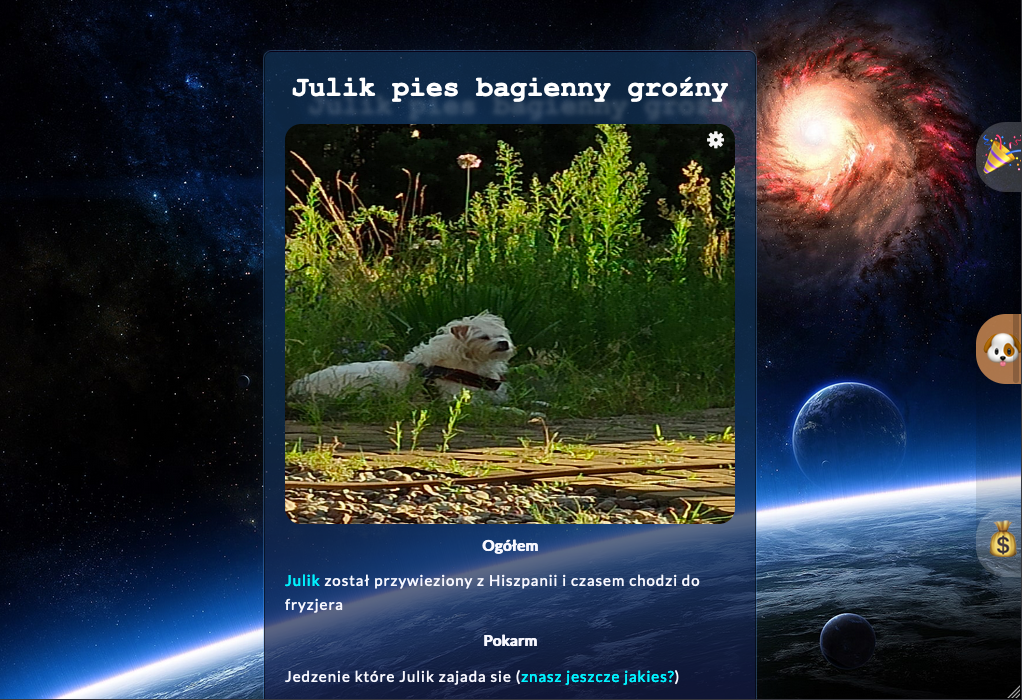 Julik pies bagienny groźny
Ogółem
Julik został przywieziony z Hiszpanii i czasem chodzi do
fryzjera
Pokarm
Jedzenie które Julik zajada sie (znasz jeszcze jakies?)